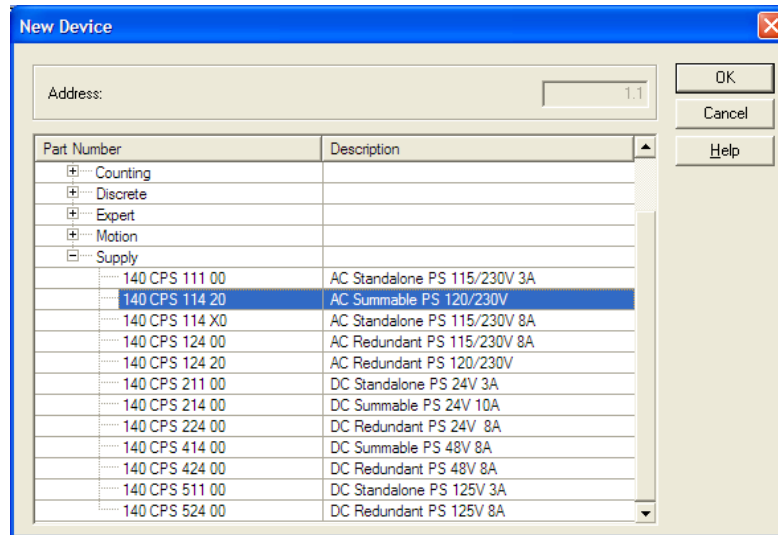 New Device
Address:
1.1
OK
Cancel
Help
Part Number Description
Counting
Discrete
Expert
Motion
Supply
140 CPS 111 00 AC Standalone PS 115/230V 3A
140 CPS 114 20 AC Summable PS 120/230V
140 CPS 114 X0 AC Standalone PS 115/230V 8A
140 CPS 124 00 AC Redundant PS 115/230V 8A
140 CPS 124 20 AC Redundant PS 120/230V
140 CPS 211 00 DC Standalone PS 24V 3A
140 CPS 214 00 DC Summable PS 24V 10A
140 CPS 224 00 DC Redundant PS 24V  8A
140 CPS 414 00 DC Summable PS 48V 8A
140 CPS 424 00 DC Redundant PS 48V 8A
140 CPS 511 00 DC Standalone PS 125V 3A
140 CPS 524 00 DC Redundant PS 125V 8A